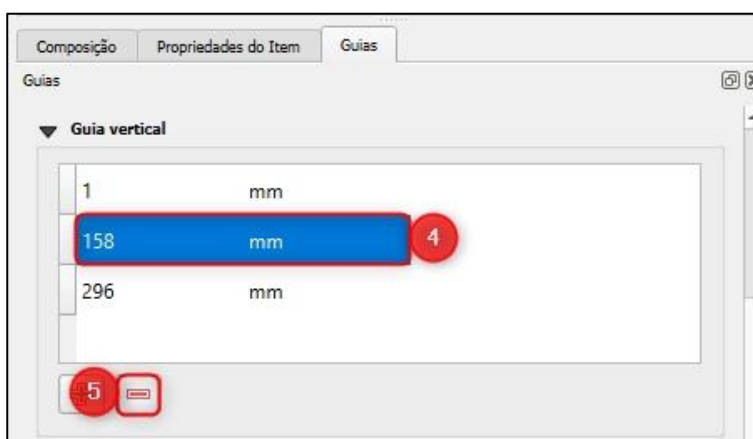 Composição Propriedades do Item Guias
Guias
Guia vertical
1 mm
158 mm 4
296 mm
5